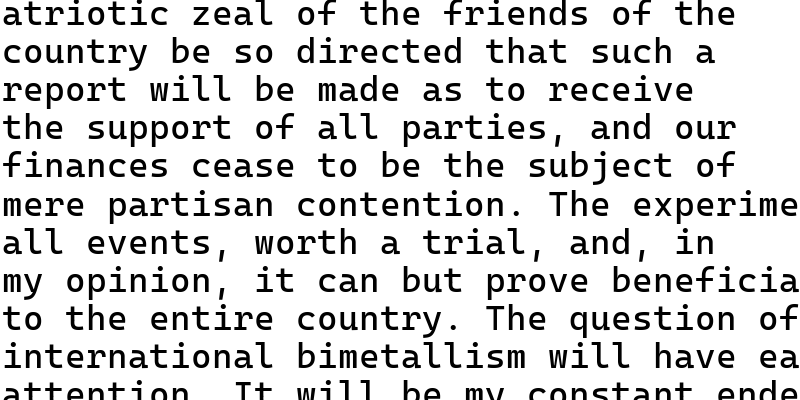 atriotic zeal of the friends of the
country be so directed that such a
report will be made as to receive
the support of all parties, and our
finances cease to be the subject of
mere partisan contention. The experime
all events, worth a trial, and, in
my opinion, it can but prove beneficia
to the entire country. The question of
international bimetallism will have ea
attention. It will be my constant ende